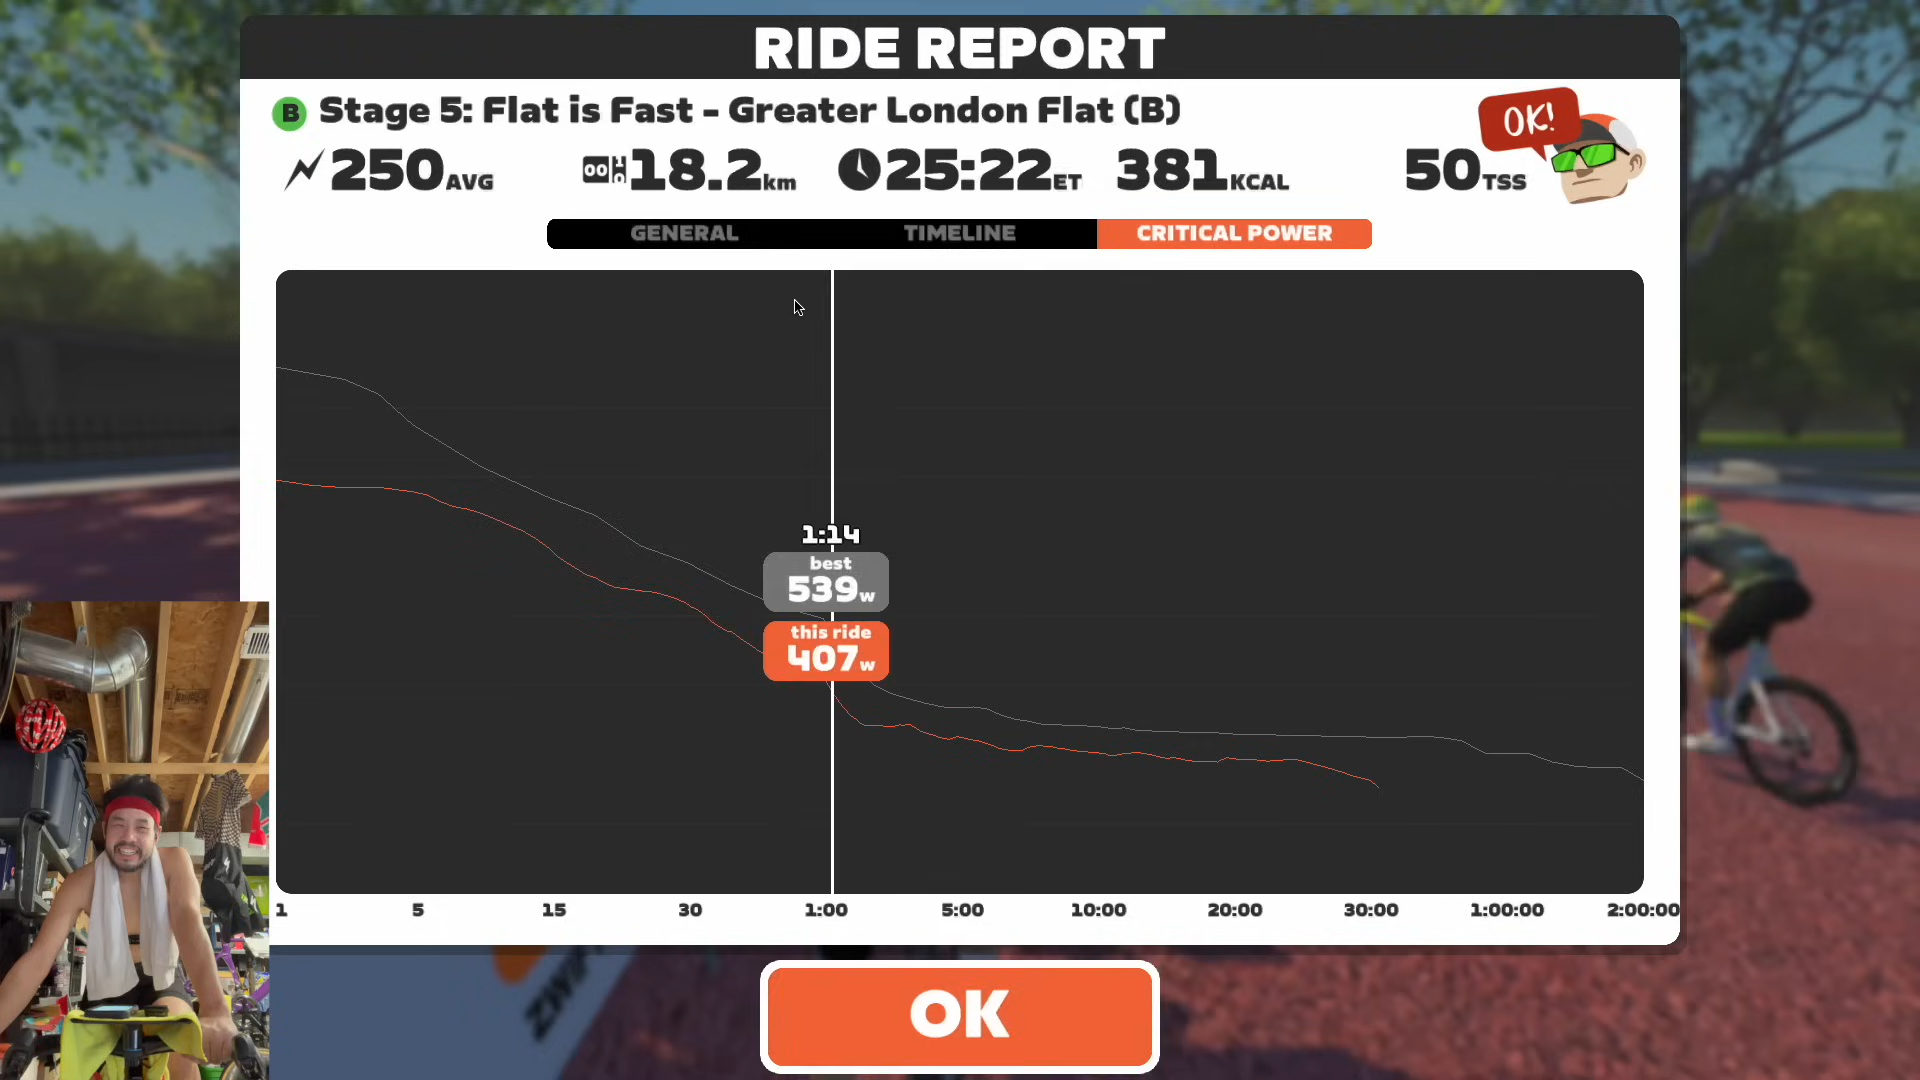 RIDE REPORT
B Stage 5: Flat is Fast - Greater London Flat (B)
OK!
250AVG 18.2km 25:22ET 381KCAL 50TSS
GENERAL TIMELINE CRITICAL POWER
1:14
best
539w
this ride
407w
1 5 15 30 1:00 5:00 10:00 20:00 30:00 1:00:00 2:00:00
OK